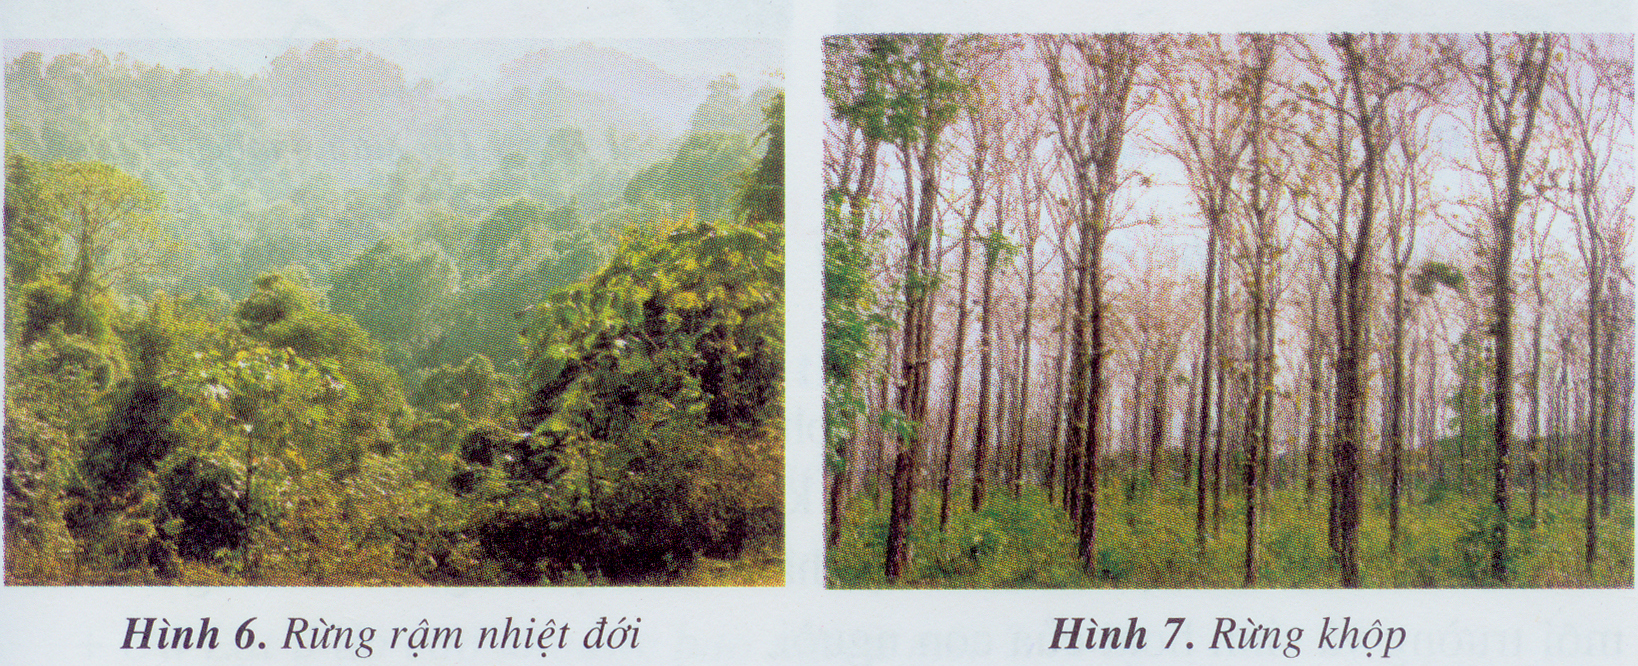 Hình 6. Rừng rậm nhiệt đới
Hình 7. Rừng khộp